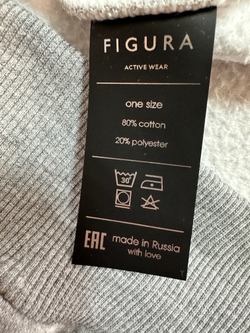 FIGURA
ACTIVE WEAR
one size
80% cotton
20% polyester
30°
EAC made in Russia
with love